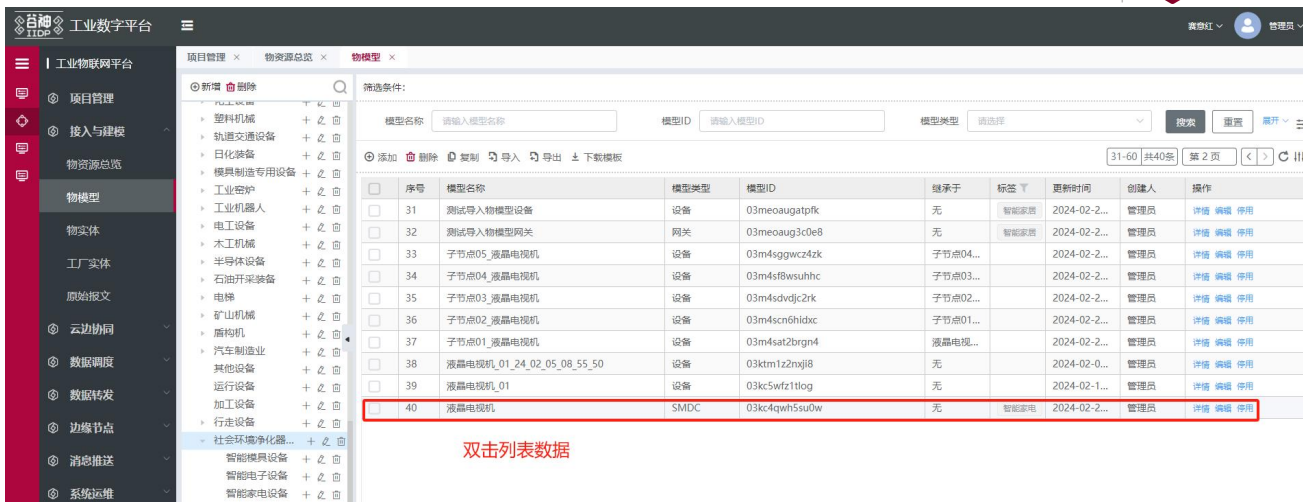 谷神 IIDP 工业数字平台 赛意红 管理员
工业物联网平台
项目管理
接入与建模
物资源总览
物模型
物实体
工厂实体
原始报文
云边协同
数据调度
数据转发
边缘节点
消息推送
系统运维
项目管理 × 物资源总览 × 物模型 ×
新增 删除
塑料机械
轨道交通设备
日化装备
模具制造专用设备
工业窑炉
工业机器人
电工设备
木工机械
半导体设备
石油开采装备
电梯
矿山机械
盾构机
汽车制造业
其他设备
运行设备
加工设备
行走设备
社会环境净化器...
智能模具设备
智能电子设备
智能家电设备
筛选条件:
模型名称 请输入模型名称 模型ID 请输入模型ID 模型类型 请选择 搜索 重置 展开
添加 删除 复制 导入 导出 下载模板 31-60 共40条 第 2 页
序号 模型名称 模型类型 模型ID 继承于 标签 更新时间 创建人 操作
31 测试导入物模型设备 设备 03meoaugatpfk 无 智能家居 2024-02-2... 管理员 详情 编辑 停用
32 测试导入物模型网关 网关 03meoaug3c0e8 无 智能家居 2024-02-2... 管理员 详情 编辑 停用
33 子节点05_液晶电视机 设备 03m4sggwcz4zk 子节点04... 2024-02-2... 管理员 详情 编辑 停用
34 子节点04_液晶电视机 设备 03m4sf8wsuhhc 子节点03... 2024-02-2... 管理员 详情 编辑 停用
35 子节点03_液晶电视机 设备 03m4sdvdjc2rk 子节点02... 2024-02-2... 管理员 详情 编辑 停用
36 子节点02_液晶电视机 设备 03m4scn6hidxc 子节点01... 2024-02-2... 管理员 详情 编辑 停用
37 子节点01_液晶电视机 设备 03m4sat2brgn4 液晶电视... 2024-02-2... 管理员 详情 编辑 停用
38 液晶电视机_01_24_02_05_08_55_50 设备 03ktm1z2nxji8 无 2024-02-0... 管理员 详情 编辑 停用
39 液晶电视机_01 设备 03kc5wfz1tlog 无 2024-02-1... 管理员 详情 编辑 停用
40 液晶电视机 SMDC 03kc4qwh5su0w 无 智能家电 2024-02-2... 管理员 详情 编辑 停用
双击列表数据